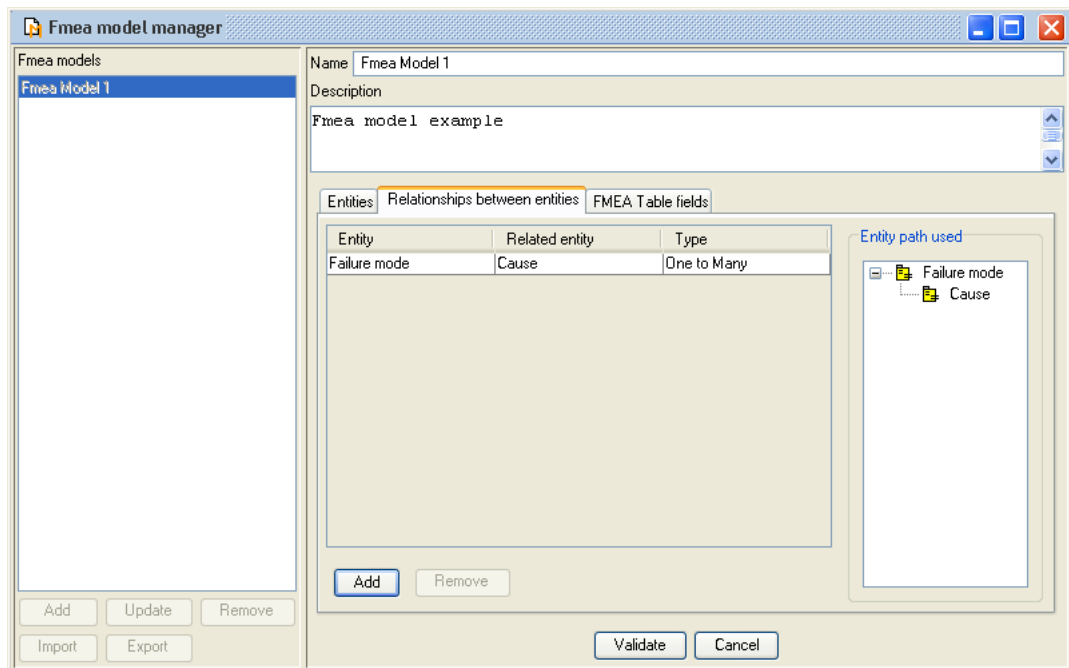 Fmea model manager
Fmea models
Fmea Model 1
Add Update Remove
Import Export
Name Fmea Model 1
Description
Fmea model example
Entities Relationships between entities FMEA Table fields
Entity Related entity Type
Failure mode Cause One to Many
Add Remove
Entity path used
Failure mode
Cause
Validate Cancel